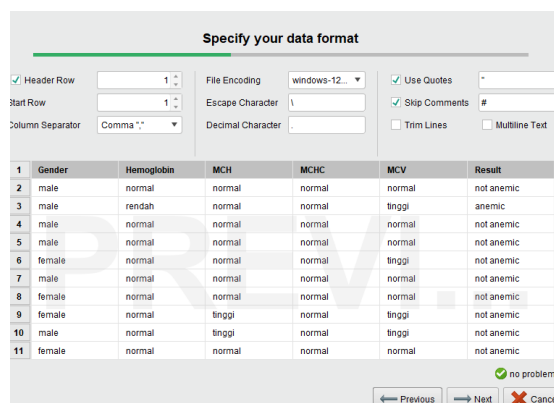 Specify your data format
Header Row 1 File Encoding windows-12... Use Quotes "
Start Row 1 Escape Character \ Skip Comments #
Column Separator Comma "," Decimal Character . Trim Lines Multiline Text
1 Gender Hemoglobin MCH MCHC MCV Result
2 male normal normal normal normal not anemic
3 male rendah normal normal tinggi anemic
4 male normal normal normal normal not anemic
5 male normal normal normal normal not anemic
6 female normal normal normal tinggi not anemic
7 male normal normal normal normal not anemic
8 female normal normal normal normal not anemic
9 female normal tinggi normal tinggi not anemic
10 male normal tinggi normal tinggi not anemic
11 female normal normal normal normal not anemic
PREVI...
no problem
Previous Next Cance